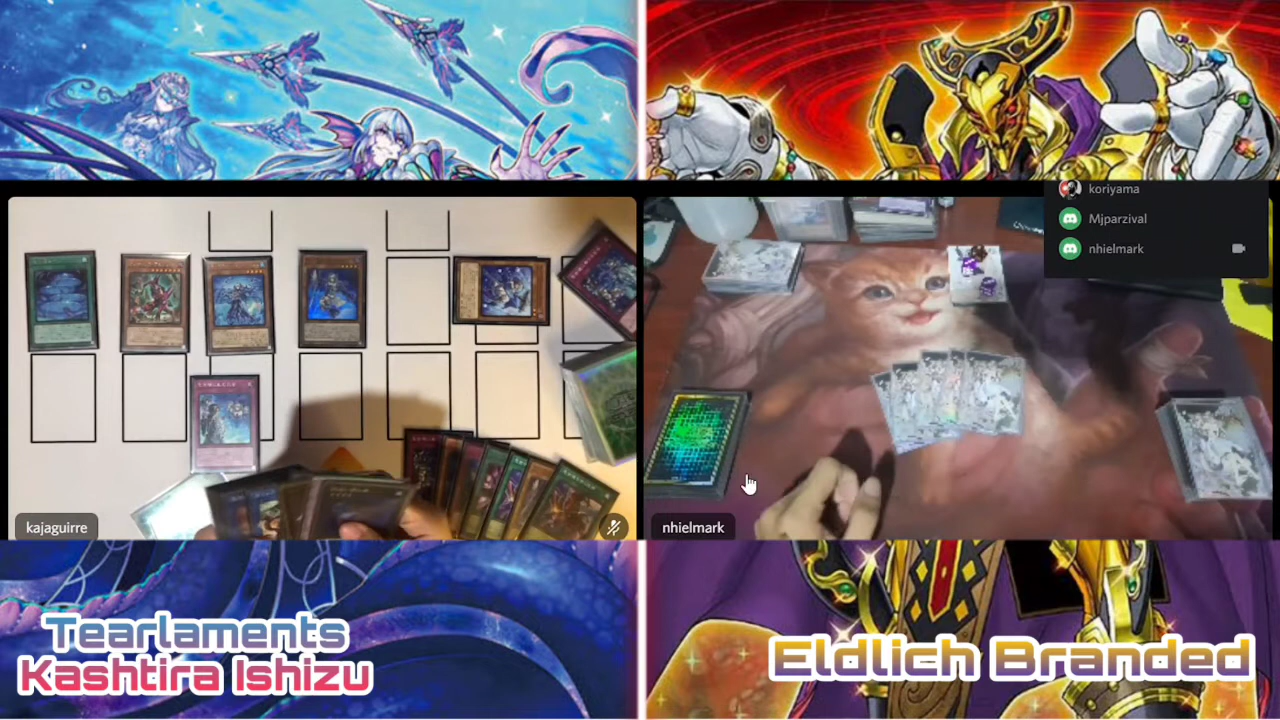 koriyama
Mjparzival
nhielmark
kajaguirre
nhielmark
Tearlaments
Kashtira Ishizu
Eldlich Branded